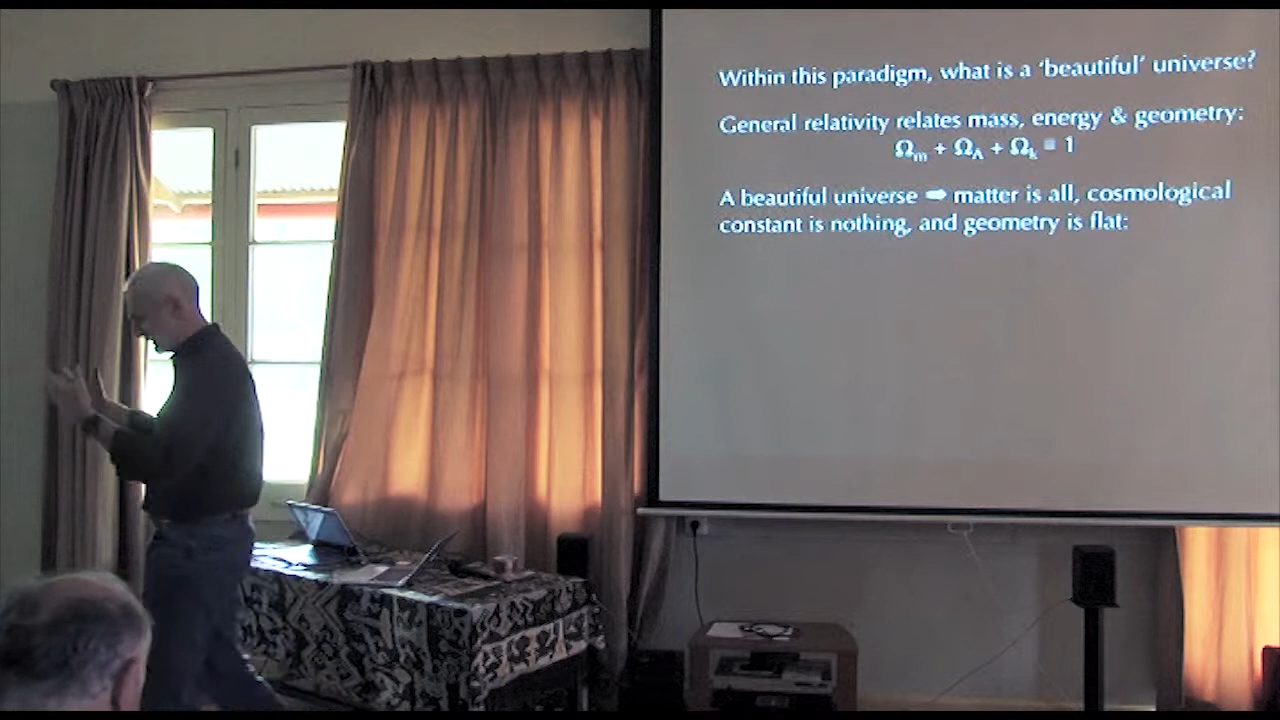 Within this paradigm, what is a ‘beautiful’ universe?
General relativity relates mass, energy & geometry:
Ωm + ΩΛ + Ωk ≡ 1
A beautiful universe ➡ matter is all, cosmological
constant is nothing, and geometry is flat: